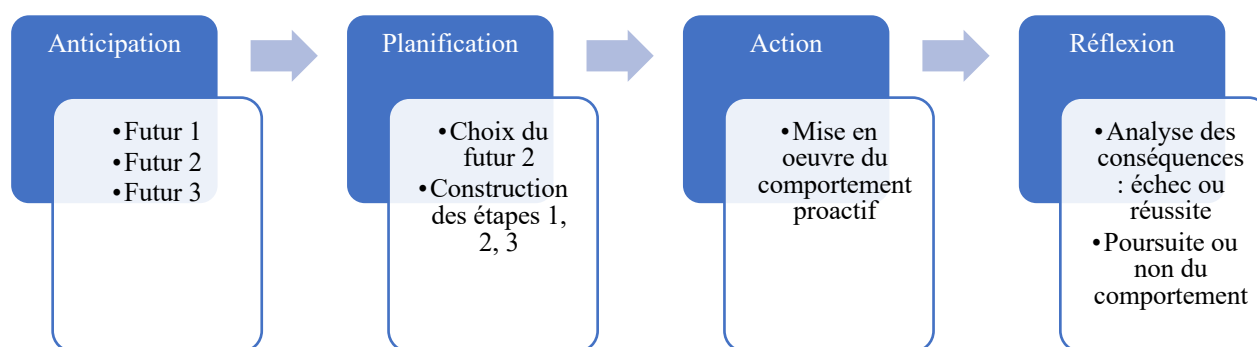 Anticipation
•Futur 1
•Futur 2
•Futur 3
Planification
•Choix du
futur 2
•Construction
des étapes 1,
2, 3
Action
•Mise en
oeuvre du
comportement
proactif
Réflexion
•Analyse des
conséquences
: échec ou
réussite
•Poursuite ou
non du
comportement